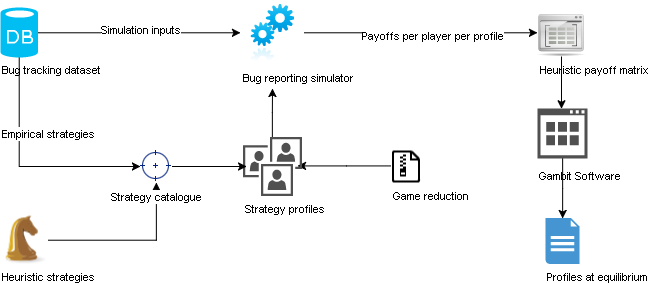 DB
Simulation inputs
Payoffs per player per profile
Bug tracking dataset
Bug reporting simulator
Heuristic payoff matrix
Empirical strategies
Gambit Software
Strategy catalogue
Game reduction
Strategy profiles
Heuristic strategies
Profiles at equilibrium